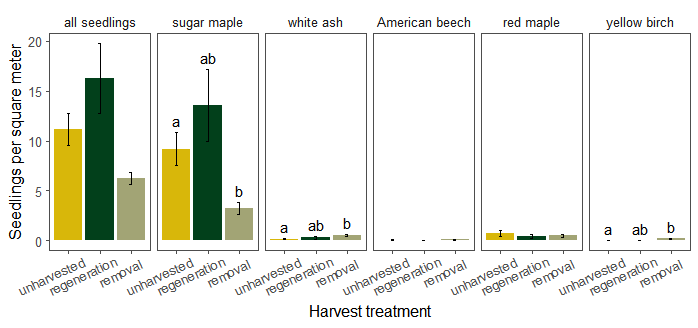 all seedlings sugar maple white ash American beech red maple yellow birch
Seedlings per square meter
20
15
10
5
0
a ab b
a ab b
a ab b
unharvested regeneration removal unharvested regeneration removal unharvested regeneration removal unharvested regeneration removal unharvested regeneration removal unharvested regeneration removal
Harvest treatment